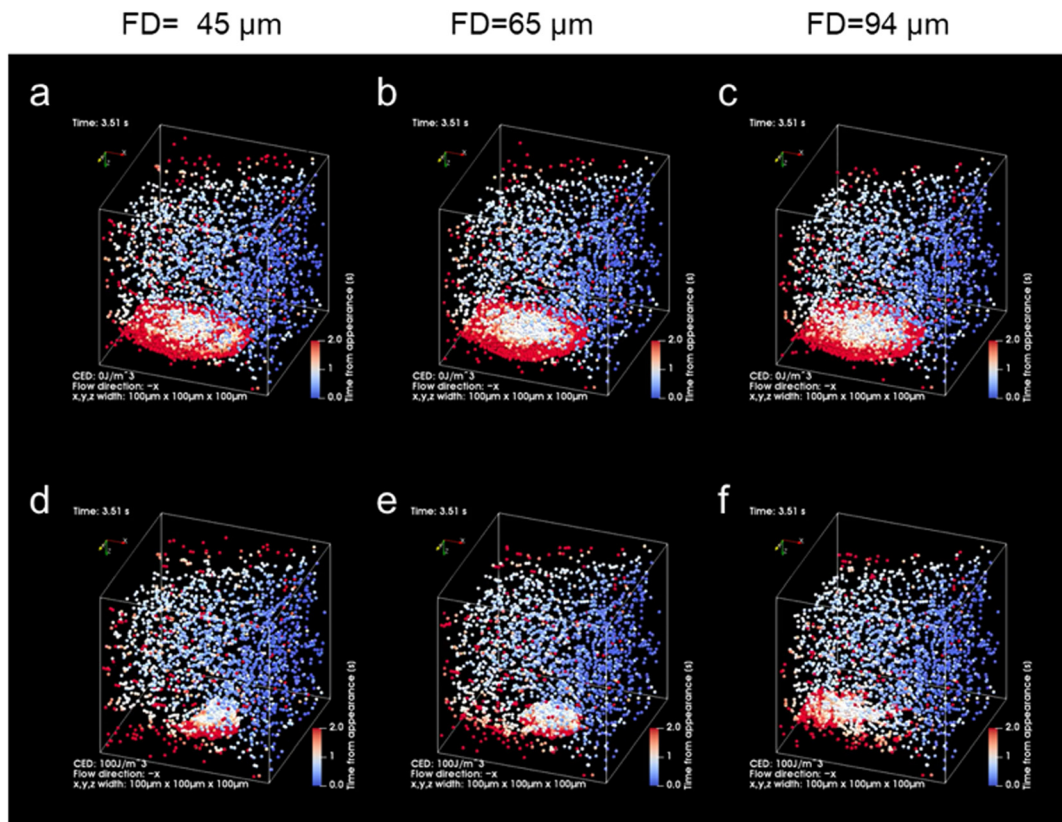 FD= 45 µm
FD=65 µm
FD=94 µm
a
Time: 3.51 s
x
2.0
1
0.0
Time from appearance (s)
CED: 0J/m^3
Flow direction: -x
x,y,z width: 100µm x 100µm x 100µm
b
Time: 3.51 s
x
2.0
1
0.0
Time from appearance (s)
CED: 0J/m^3
Flow direction: -x
x,y,z width: 100µm x 100µm x 100µm
c
Time: 3.51 s
x
2.0
1
0.0
Time from appearance (s)
CED: 0J/m^3
Flow direction: -x
x,y,z width: 100µm x 100µm x 100µm
d
Time: 3.51 s
x
2.0
1
0.0
Time from appearance (s)
CED: 100J/m^3
Flow direction: -x
x,y,z width: 100µm x 100µm x 100µm
e
Time: 3.51 s
x
2.0
1
0.0
Time from appearance (s)
CED: 100J/m^3
Flow direction: -x
x,y,z width: 100µm x 100µm x 100µm
f
Time: 3.51 s
x
2.0
1
0.0
Time from appearance (s)
CED: 100J/m^3
Flow direction: -x
x,y,z width: 100µm x 100µm x 100µm